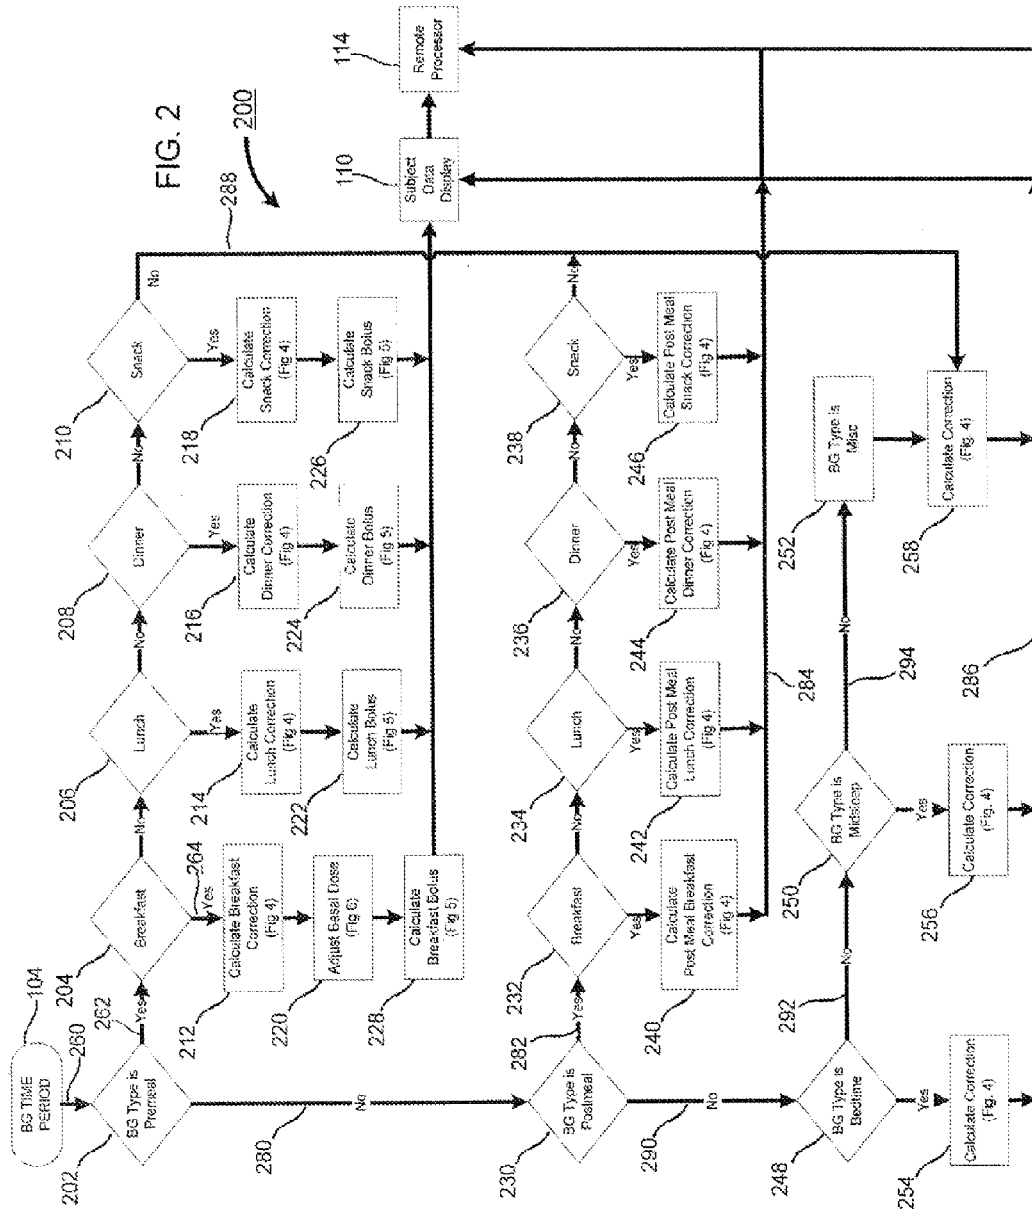 FIG. 2
200
BG TIME
PERIOD
104
260
202
BG Type is
Premeal
262
Yes
204
Breakfast
No
206
Lunch
No
208
Dinner
No
210
Snack
No
288
264
Yes
Yes
Yes
Yes
212
Calculate Breakfast
Correction
(Fig 4)
214
Calculate
Lunch Correction
(Fig 4)
216
Calculate
Dinner Correction
(Fig 4)
218
Calculate
Snack Correction
(Fig 4)
220
Adjust Basal Dose
(Fig 6)
222
Calculate
Lunch Bolus
(Fig 5)
224
Calculate
Dinner Bolus
(Fig 5)
226
Calculate
Snack Bolus
(Fig 5)
228
Calculate
Breakfast Bolus
(Fig 5)
110
Subject
Data
Display
114
Remote
Processor
280
No
230
BG Type is
Postmeal
282
Yes
232
Breakfast
No
234
Lunch
No
236
Dinner
No
238
Snack
No
Yes
Yes
Yes
Yes
240
Calculate
Post Meal Breakfast
Correction
(Fig 4)
242
Calculate Post Meal
Lunch Correction
(Fig 4)
244
Calculate Post Meal
Dinner Correction
(Fig 4)
246
Calculate Post Meal
Snack Correction
(Fig 4)
284
290
No
248
BG Type is
Bedtime
292
No
250
BG Type is
Midsleep
294
No
252
BG Type is
Misc
Yes
Yes
254
Calculate Correction
(Fig. 4)
256
Calculate Correction
(Fig. 4)
258
Calculate Correction
(Fig. 4)
286